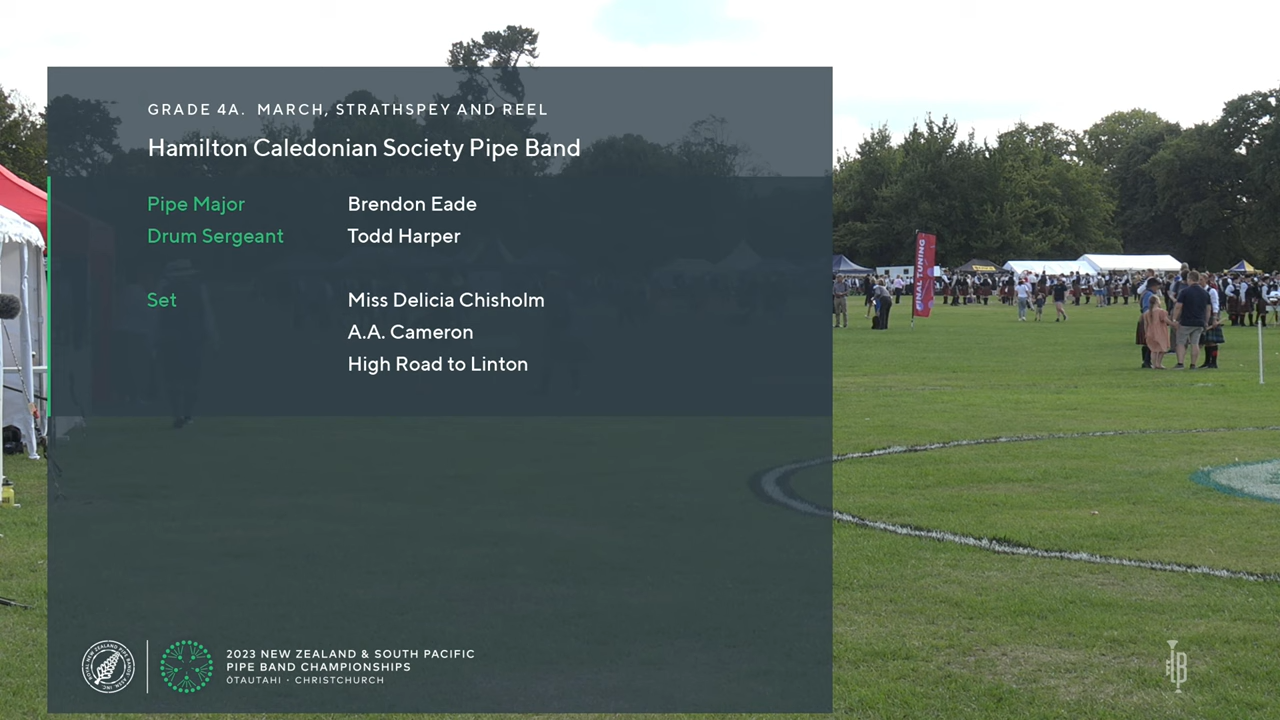 GRADE 4A. MARCH, STRATHSPEY AND REEL
Hamilton Caledonian Society Pipe Band
Pipe Major Brendon Eade
Drum Sergeant Todd Harper
Set Miss Delicia Chisholm
A.A. Cameron
High Road to Linton
FINAL TUNING
2023 NEW ZEALAND & SOUTH PACIFIC
PIPE BAND CHAMPIONSHIPS
ŌTAUTAHI · CHRISTCHURCH